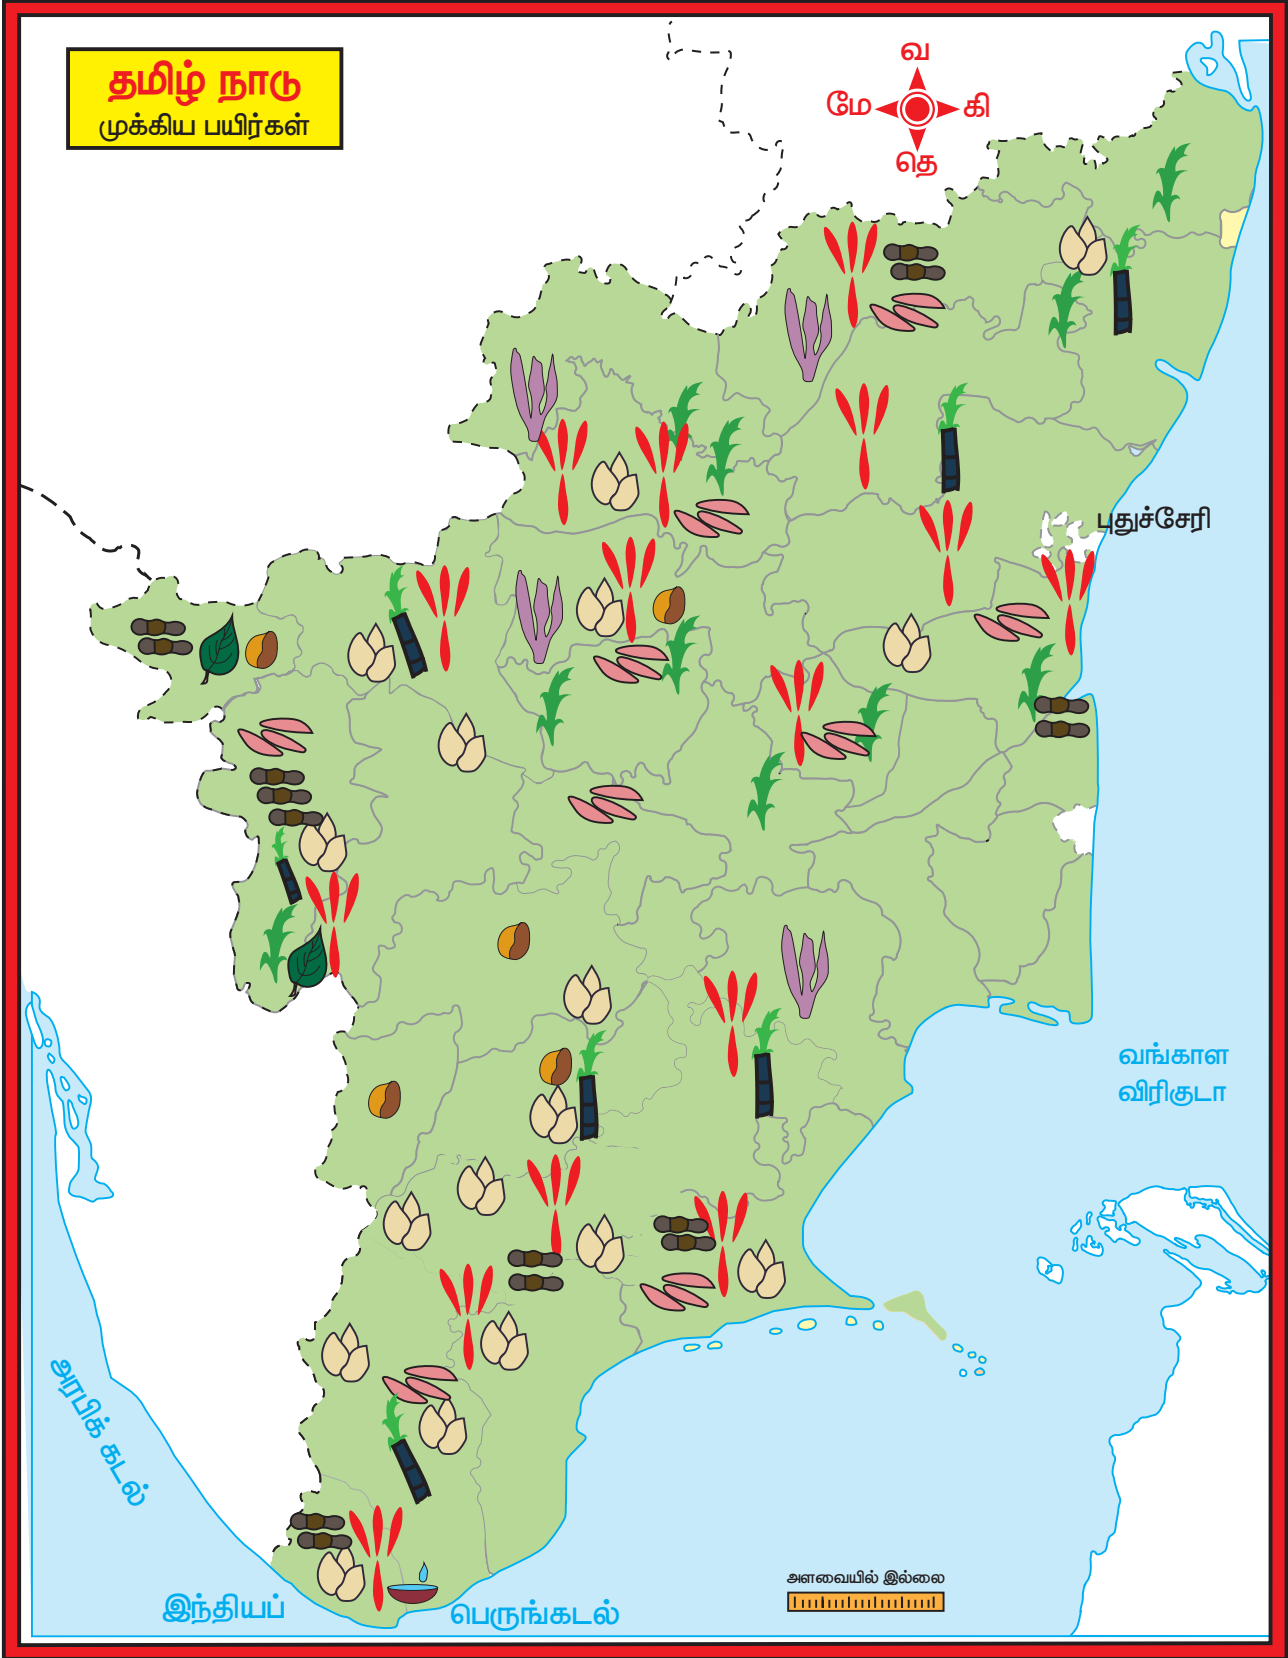 தமிழ் நாடு
முக்கிய பயிர்கள்
வ
மே
கி
தெ
புதுச்சேரி
வங்காள
விரிகுடா
அரபிக் கடல்
அளவையில் இல்லை
இந்தியப்
பெருங்கடல்